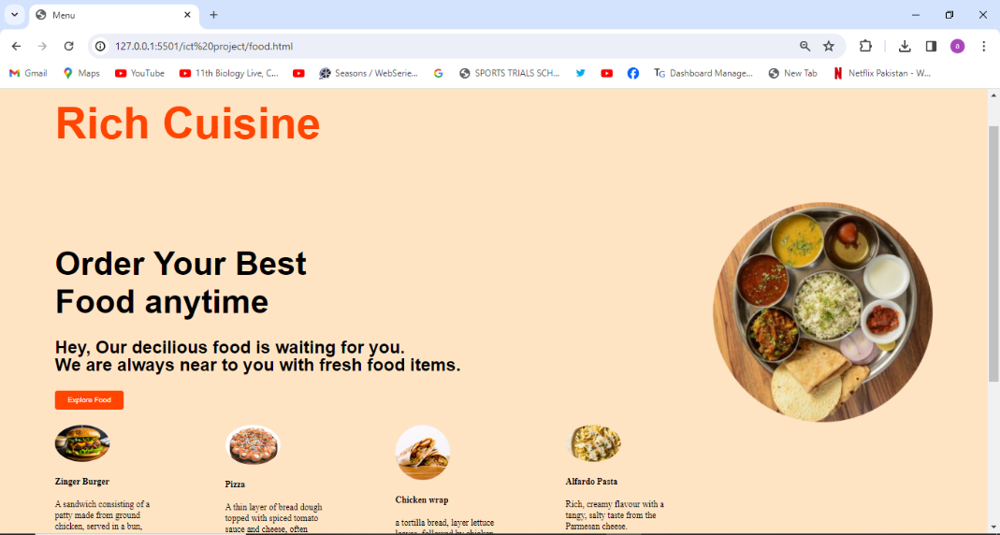 Menu
127.0.0.1:5501/ict%20project/food.html
Gmail
Maps
YouTube
11th Biology Live, C...
Seasons / WebSerie...
SPORTS TRIALS SCH...
Dashboard Manage...
New Tab
Netflix Pakistan - W...
Rich Cuisine
Order Your Best
Food anytime
Hey, Our decilious food is waiting for you.
We are always near to you with fresh food items.
Explore Food
Zinger Burger
A sandwich consisting of a
patty made from ground
chicken, served in a bun,
Pizza
A thin layer of bread dough
topped with spiced tomato
sauce and cheese, often
Chicken wrap
a tortilla bread, layer lettuce
leaves, followed by chicken
Alfardo Pasta
Rich, creamy flavour with a
tangy, salty taste from the
Parmesan cheese.